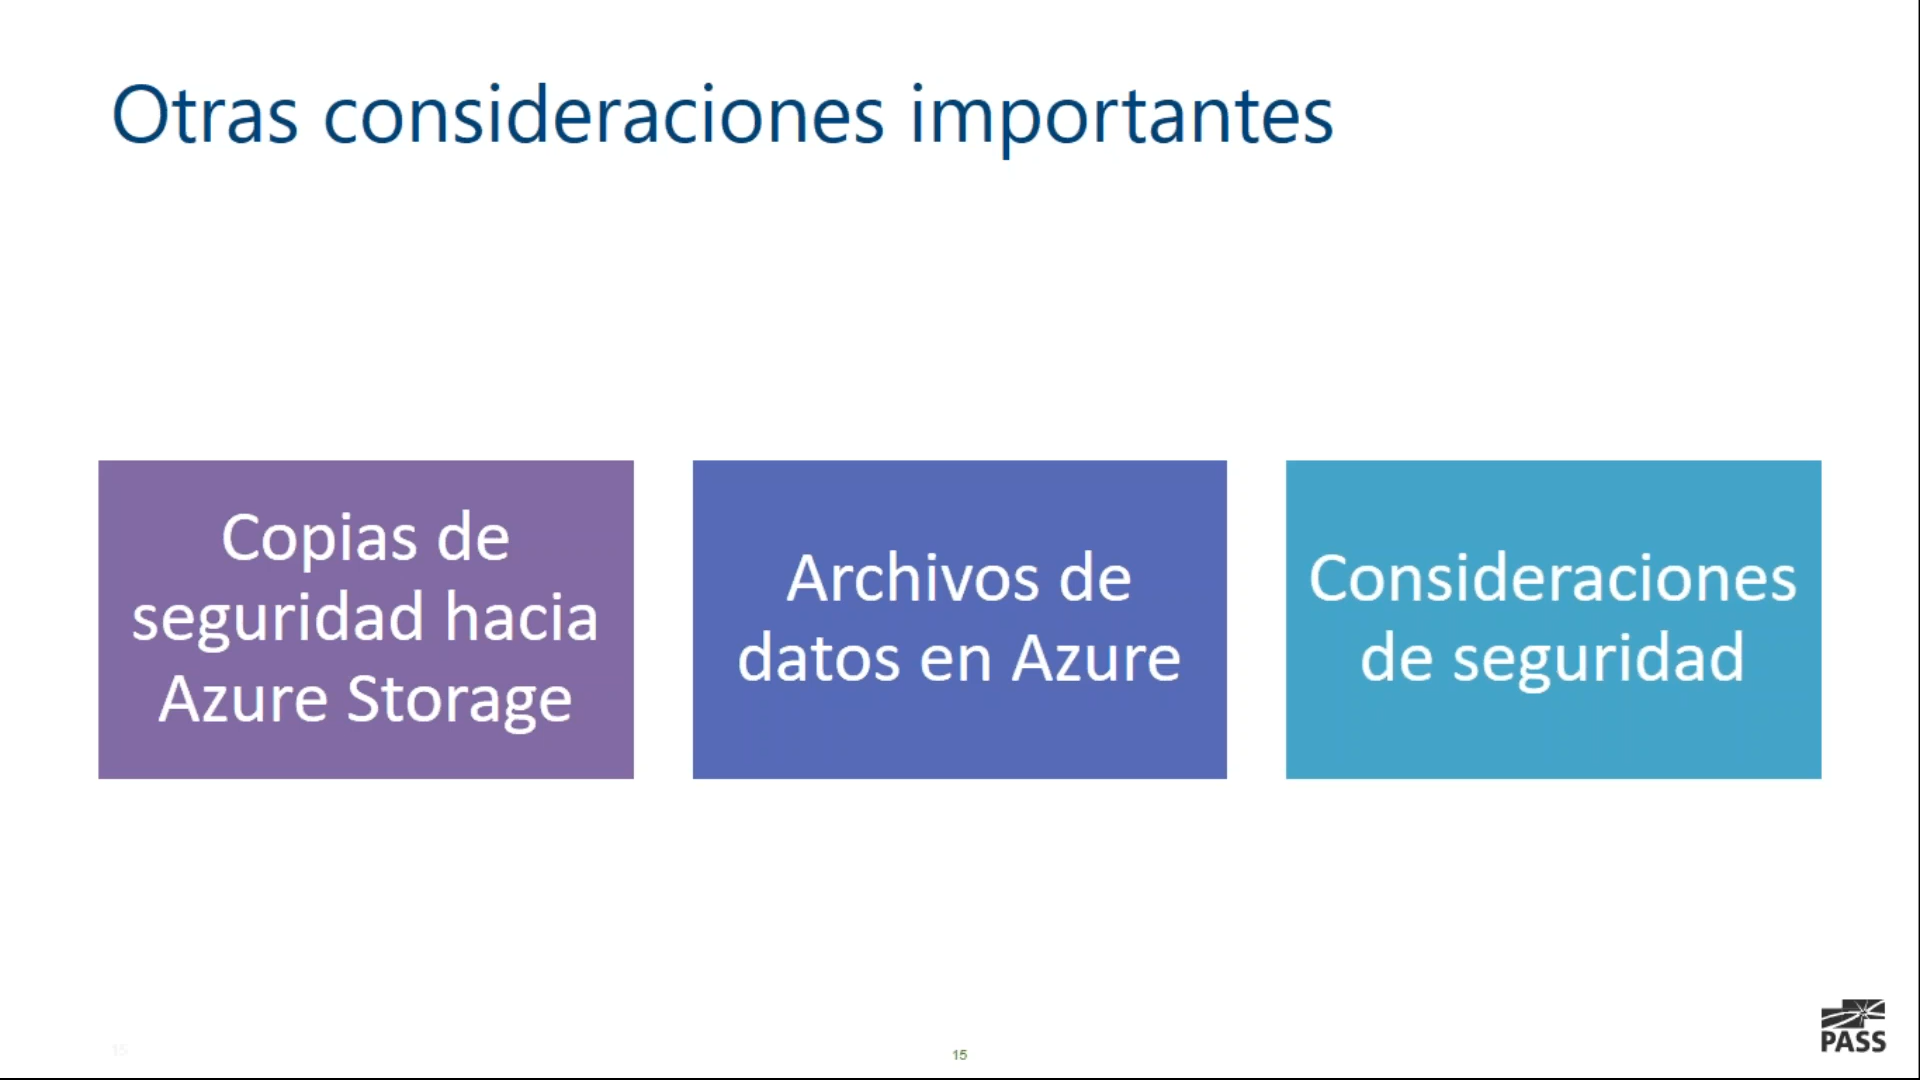 Otras consideraciones importantes
Copias de
seguridad hacia
Azure Storage
Archivos de
datos en Azure
Consideraciones
de seguridad
15
15
PASS